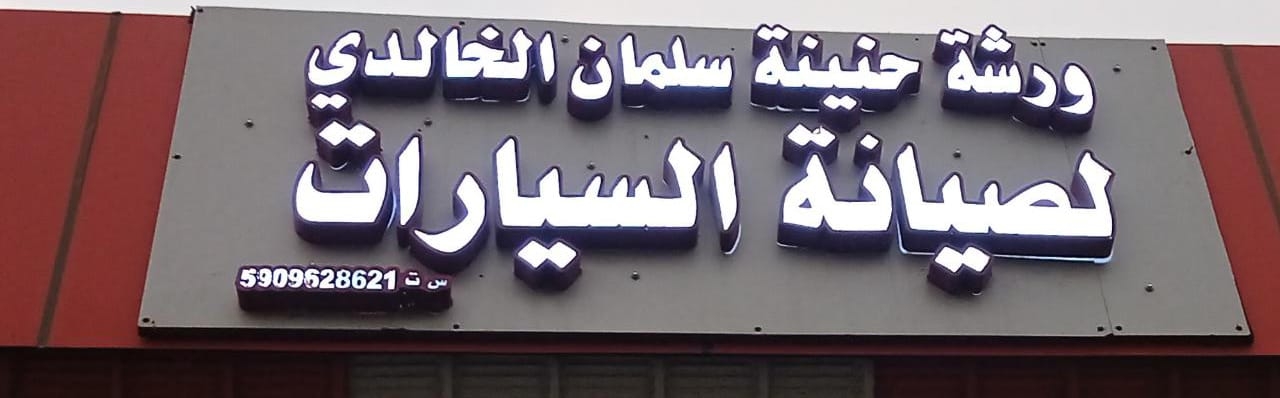 ورشة حنينة سلمان الخالدي
لصيانة السيارات
س ت 5909628621